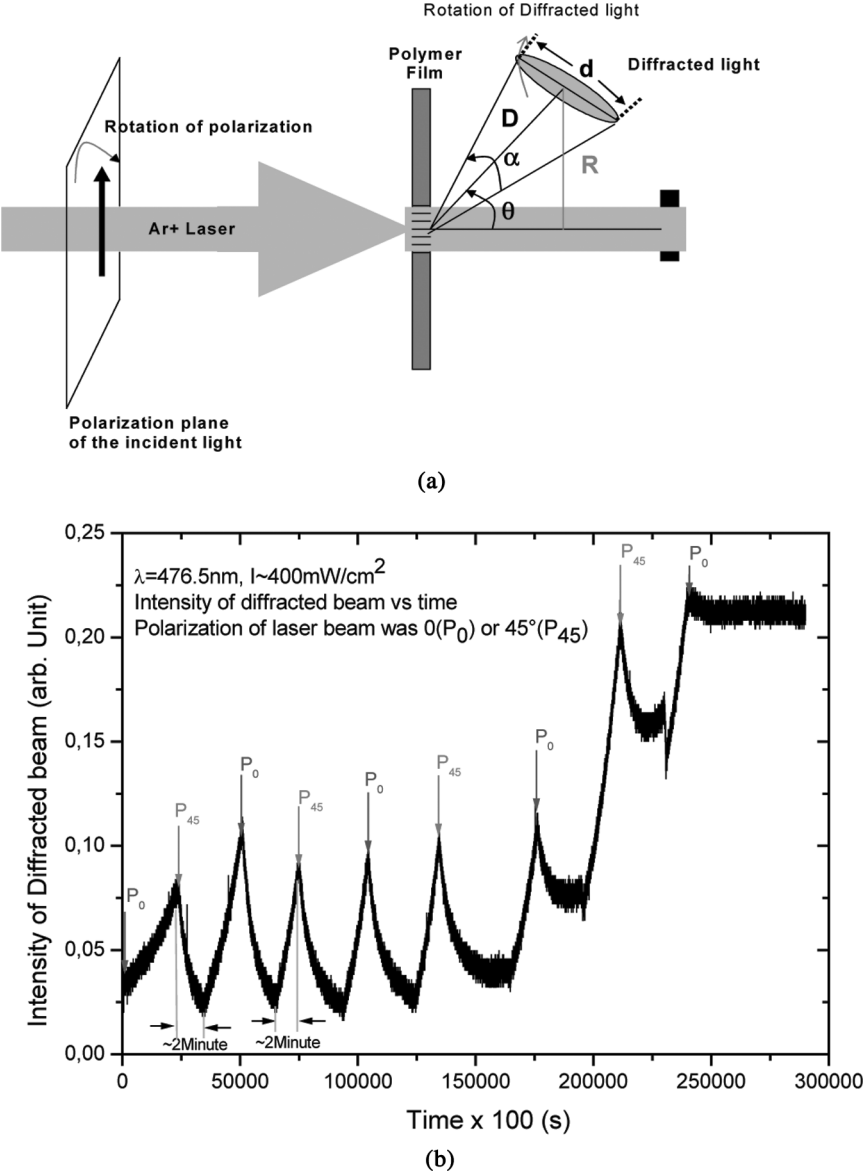 Rotation of Diffracted light
Polymer
Film
d
Diffracted light
Rotation of polarization
D
α
R
θ
Ar+ Laser
Polarization plane
of the incident light
(a)
0,25
λ=476.5nm, I~400mW/cm2
Intensity of diffracted beam vs time
Polarization of laser beam was 0(P0) or 45°(P45)
P45
P0
0,20
0,15
P0
P0
P45
P0
P45
P45
0,10
P0
0,05
~2Minute
~2Minute
0,00
0
50000
100000
150000
200000
250000
300000
Intensity of Diffracted beam (arb. Unit)
Time x 100 (s)
(b)